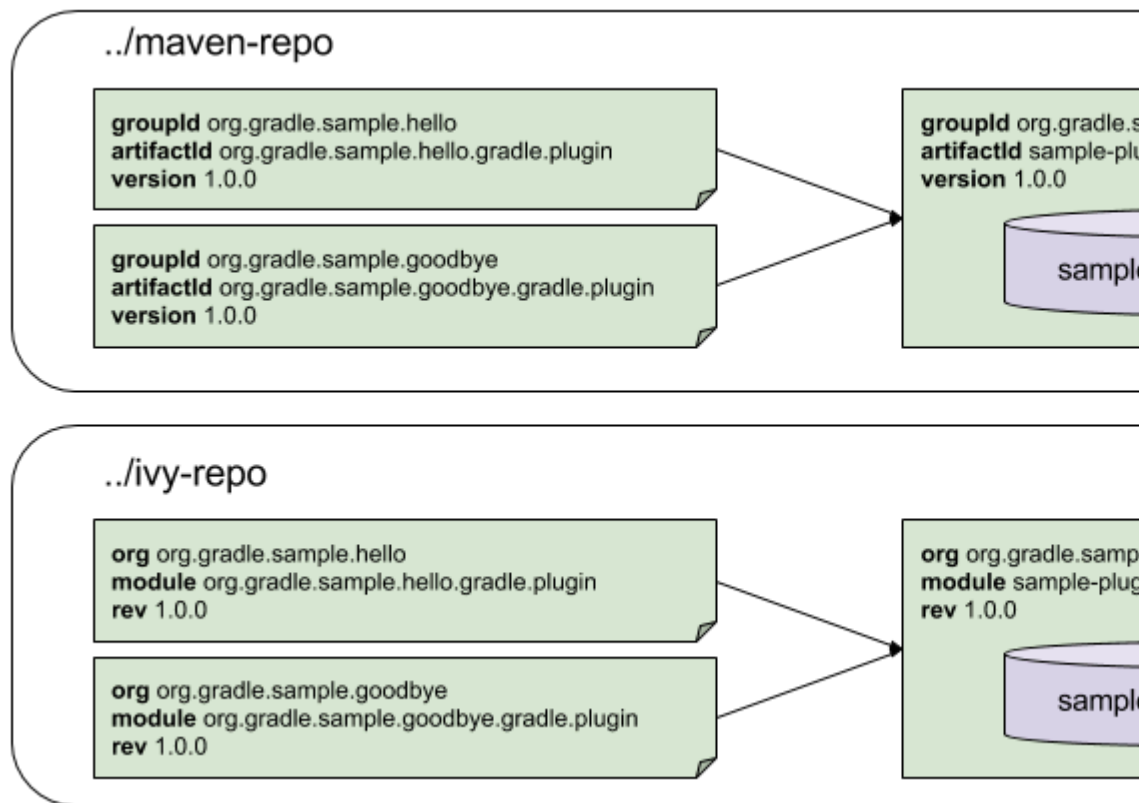 ../maven-repo
groupId org.gradle.sample.hello
artifactId org.gradle.sample.hello.gradle.plugin
version 1.0.0
groupId org.gradle.sample.goodbye
artifactId org.gradle.sample.goodbye.gradle.plugin
version 1.0.0
groupId
artifactId
version 1.0.0
../ivy-repo
org org.gradle.sample.hello
module org.gradle.sample.hello.gradle.plugin
rev 1.0.0
org org.gradle.sample.goodbye
module org.gradle.sample.goodbye.gradle.plugin
rev 1.0.0
org
module
rev 1.0.0